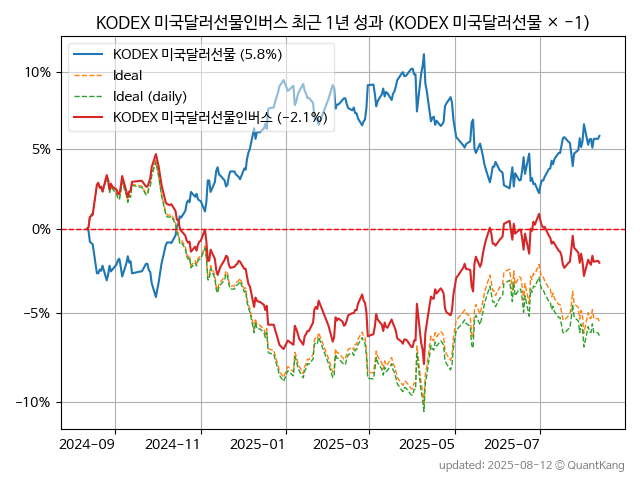 KODEX 미국달러선물인버스 최근 1년 성과 (KODEX 미국달러선물 × −1)
KODEX 미국달러선물 (5.8%)
Ideal
Ideal (daily)
KODEX 미국달러선물인버스 (−2.1%)
10%
5%
0%
−5%
−10%
2024-09
2024-11
2025-01
2025-03
2025-05
2025-07
updated: 2025-08-12 © QuantKang